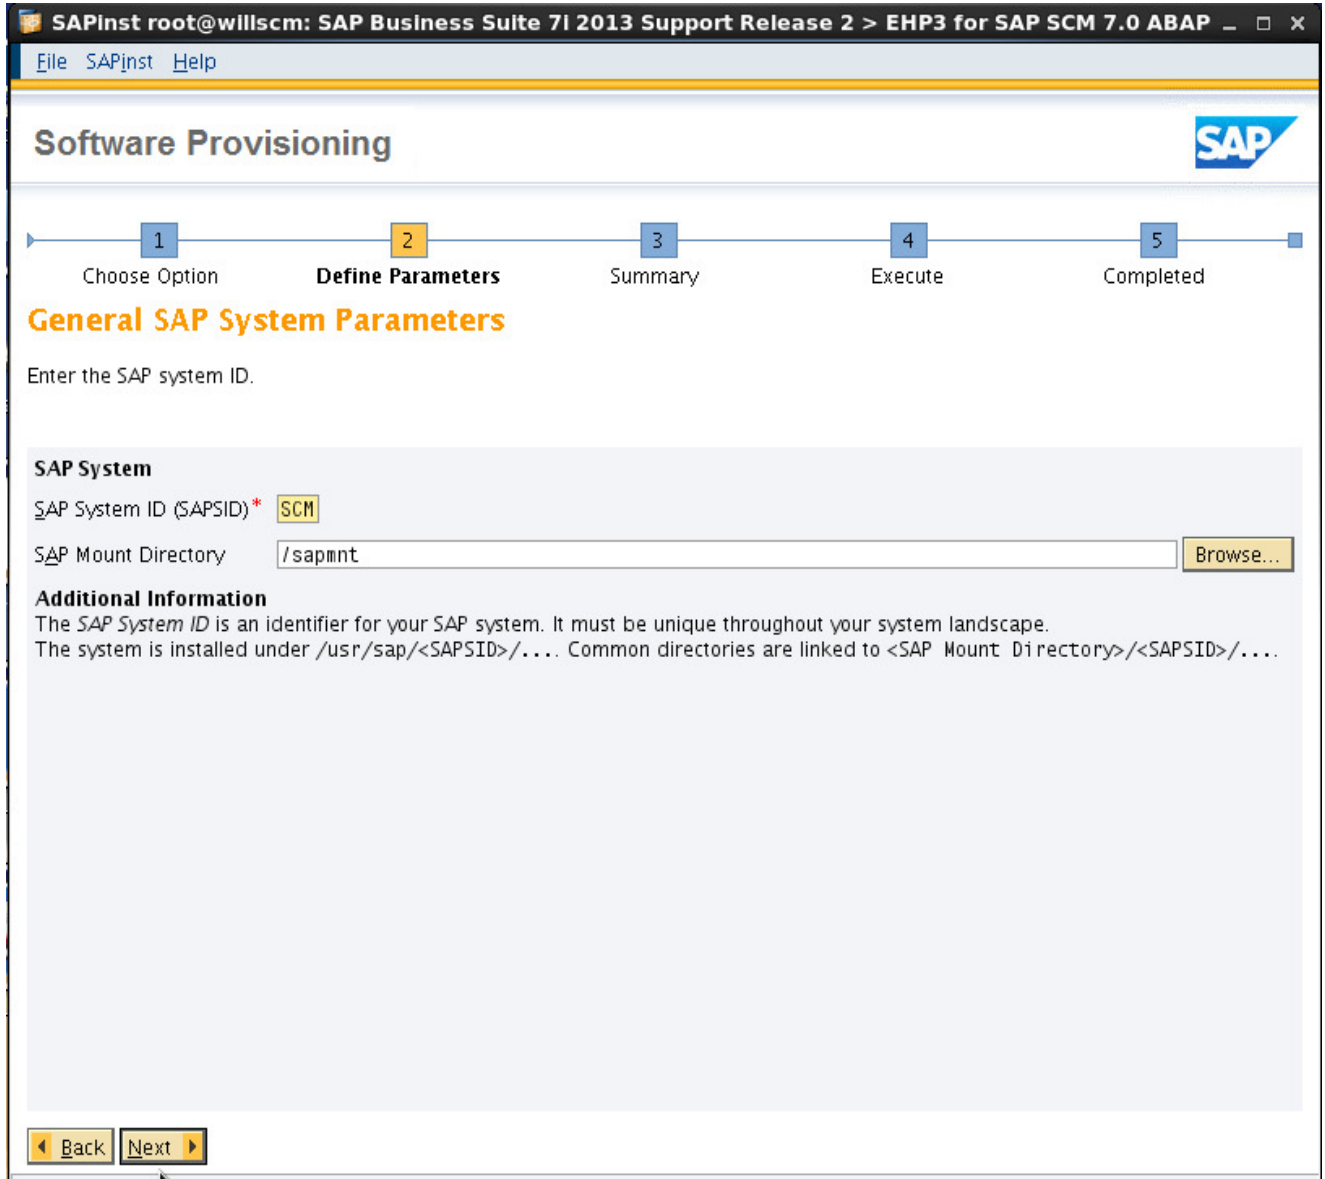 SAPinst root@willscm: SAP Business Suite 7i 2013 Support Release 2 > EHP3 for SAP SCM 7.0 ABAP
File SAPinst Help
Software Provisioning
SAP
1 2 3 4 5
Choose Option Define Parameters Summary Execute Completed
General SAP System Parameters
Enter the SAP system ID.
SAP System
SAP System ID (SAPSID)* SCM
SAP Mount Directory /sapmnt Browse...
Additional Information
The SAP System ID is an identifier for your SAP system. It must be unique throughout your system landscape.
The system is installed under /usr/sap/<SAPSID>/.... Common directories are linked to <SAP Mount Directory>/<SAPSID>/....
Back Next